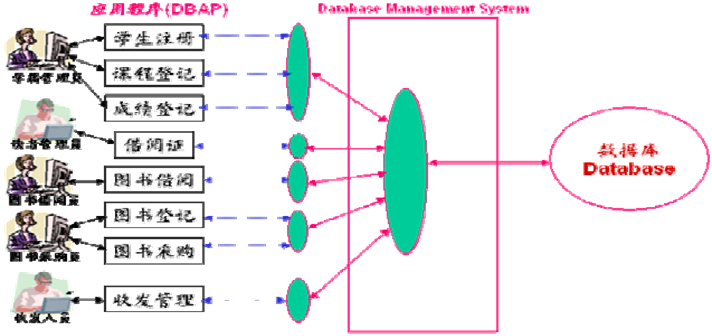 应用程序(DBAP)
Database Management System
学生注册
课程登记
学籍管理员
成绩登记
借阅证
读者管理员
图书借阅
图书借阅员
图书登记
图书采购
图书采购员
收发管理
收发人员
数据库
Database